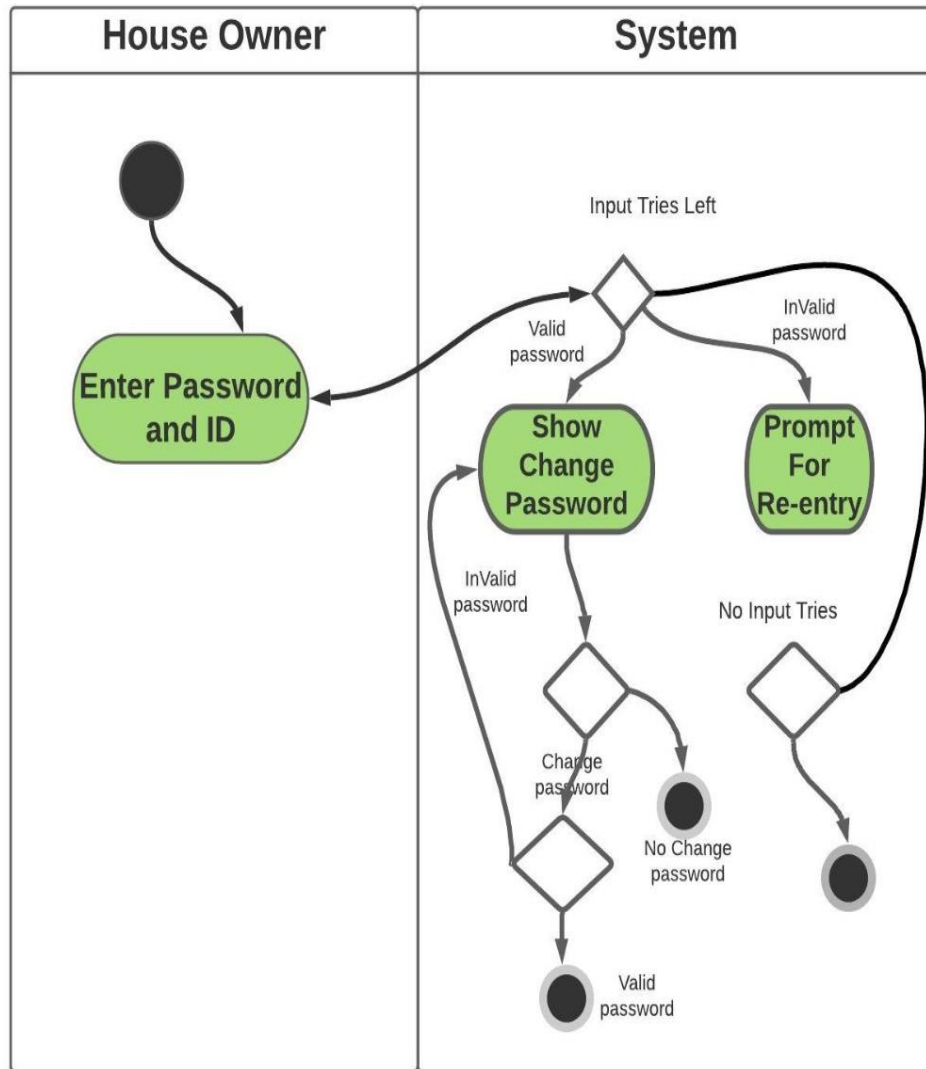 House Owner
System
Input Tries Left
Valid
password
InValid
password
Enter Password
and ID
Show
Change
Password
Prompt
For
Re-entry
InValid
password
No Input Tries
Change
password
No Change
password
Valid
password